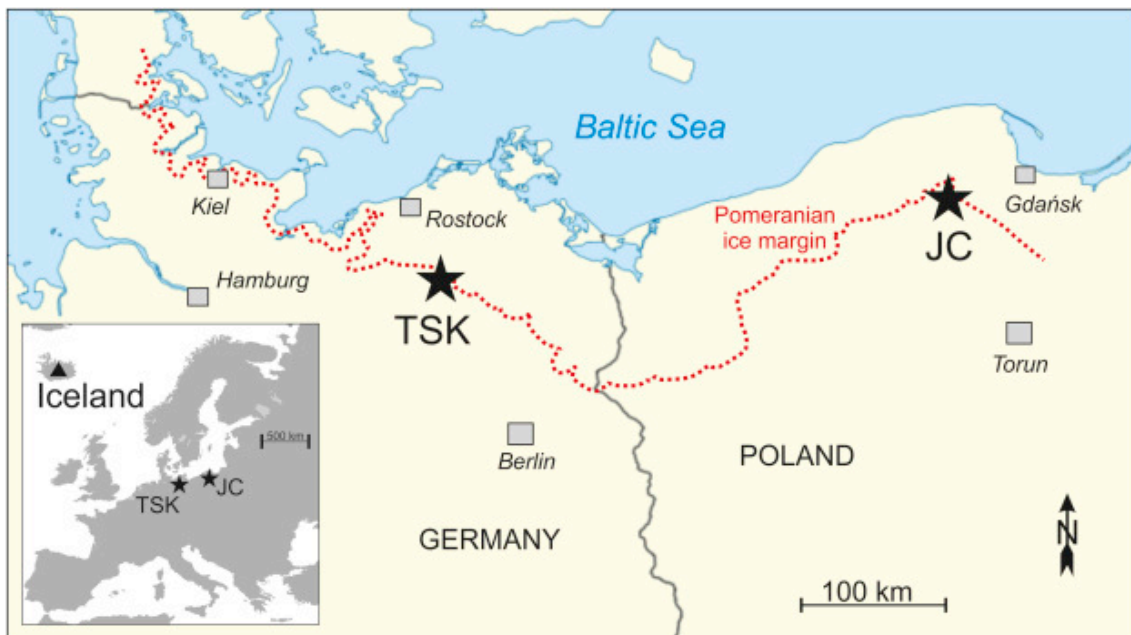 Baltic Sea
Kiel
Rostock
Gdańsk
Pomeranian
ice margin
JC
Hamburg
TSK
Torun
Iceland
500 km
TSK
JC
Berlin
POLAND
GERMANY
N
100 km